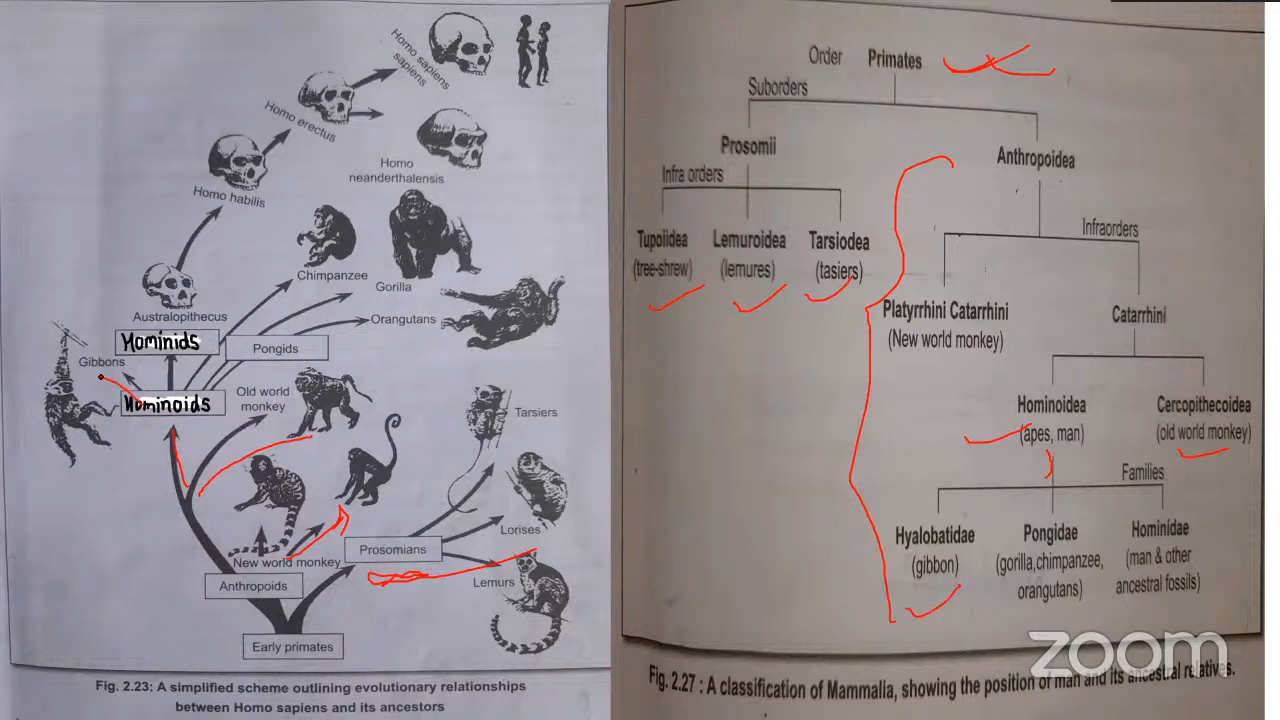 Homo sapiens
sapiens
Homo erectus
Homo
neanderthalensis
Homo habilis
Chimpanzee
Gorilla
Australopithecus
Orangutans
Hominids
Pongids
Gibbons
Hominoids
Old world
monkey
Tarsiers
Lorises
Prosomians
New world monkey
Lemurs
Anthropoids
Early primates
Fig. 2.23: A simplified scheme outlining evolutionary relationships
between Homo sapiens and its ancestors
Order Primates
Suborders
Prosomii
Anthropoidea
Infra orders
Infraorders
Tupoiidea Lemuroidea Tarsiodea
(tree-shrew) (lemures) (tasiers)
Platyrrhini Catarrhini
(New world monkey)
Catarrhini
Hominoidea Cercopithecoidea
(apes, man) (old world monkey)
Families
Hyalobatidae Pongidae Hominidae
(gibbon) (gorilla,chimpanzee, (man & other
orangutans) ancestral fossils)
zoom
Fig. 2.27 : A classification of Mammalia, showing the position of man and its ancestral relatives.